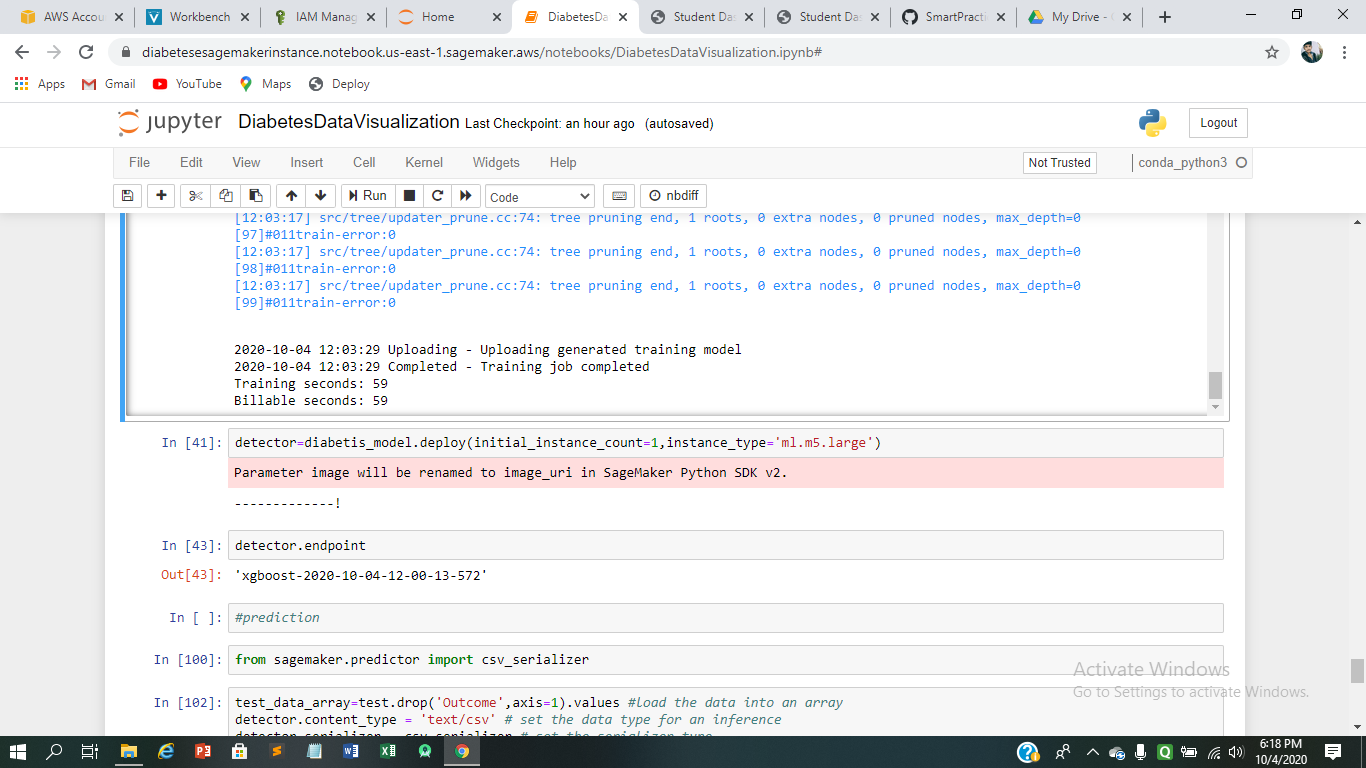 AWS Accou
Workbench
IAM Manag
Home
DiabetesDa
Student Das
Student Das
SmartPracti
My Drive - G
diabetesesagemakerinstance.notebook.us-east-1.sagemaker.aws/notebooks/DiabetesDataVisualization.ipynb#
Apps
Gmail
YouTube
Maps
Deploy
jupyter DiabetesDataVisualization Last Checkpoint: an hour ago (autosaved)
Logout
File Edit View Insert Cell Kernel Widgets Help
Not Trusted
conda_python3
Run
Code
nbdiff
[12:03:17] src/tree/updater_prune.cc:74: tree pruning end, 1 roots, 0 extra nodes, 0 pruned nodes, max_depth=0
[97]#011train-error:0
[12:03:17] src/tree/updater_prune.cc:74: tree pruning end, 1 roots, 0 extra nodes, 0 pruned nodes, max_depth=0
[98]#011train-error:0
[12:03:17] src/tree/updater_prune.cc:74: tree pruning end, 1 roots, 0 extra nodes, 0 pruned nodes, max_depth=0
[99]#011train-error:0
2020-10-04 12:03:29 Uploading - Uploading generated training model
2020-10-04 12:03:29 Completed - Training job completed
Training seconds: 59
Billable seconds: 59
In [41]: detector=diabetis_model.deploy(initial_instance_count=1,instance_type='ml.m5.large')
Parameter image will be renamed to image_uri in SageMaker Python SDK v2.
-------------!
In [43]: detector.endpoint
Out[43]: 'xgboost-2020-10-04-12-00-13-572'
In [ ]: #prediction
In [100]: from sagemaker.predictor import csv_serializer
In [102]: test_data_array=test.drop('Outcome',axis=1).values #load the data into an array
detector.content_type = 'text/csv' # set the data type for an inference
detector.serializer = csv_serializer # set the serializer type
Activate Windows
Go to Settings to activate Windows.
6:18 PM
10/4/2020